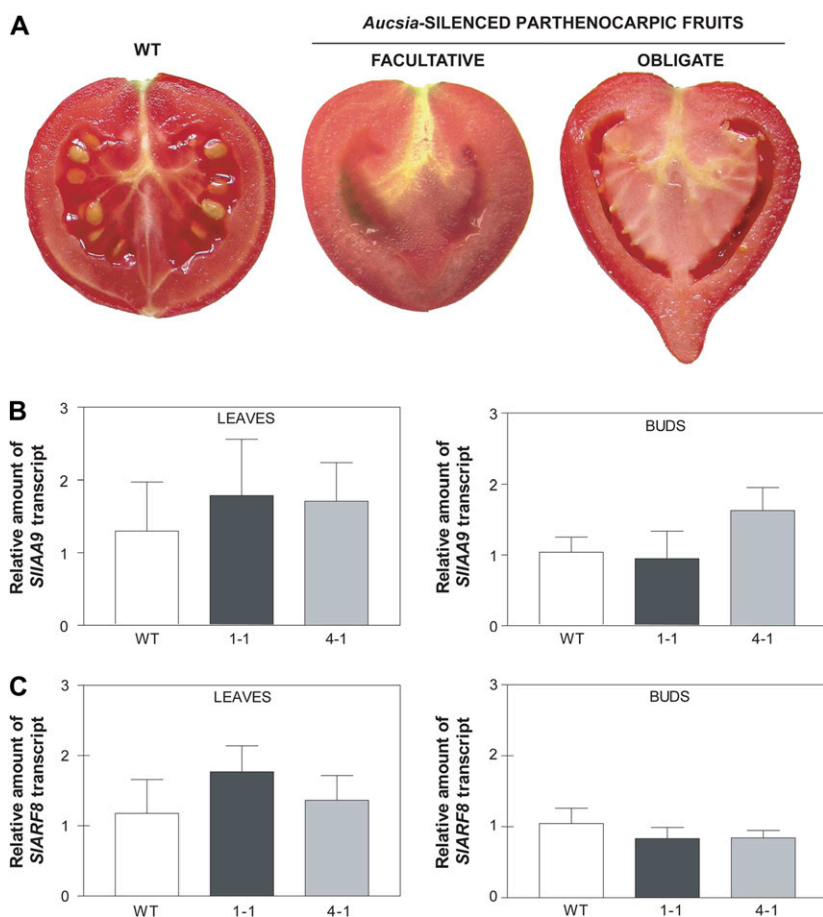 A
Aucsia-SILENCED PARTHENOCARPIC FRUITS
WT
FACULTATIVE
OBLIGATE
B
Relative amount of
SlIAA9 transcript
3
2
1
0
LEAVES
WT
1-1
4-1
Relative amount of
SlIAA9 transcript
3
2
1
0
BUDS
WT
1-1
4-1
C
Relative amount of
SlARF8 transcript
3
2
1
0
LEAVES
WT
1-1
4-1
Relative amount of
SlARF8 transcript
3
2
1
0
BUDS
WT
1-1
4-1